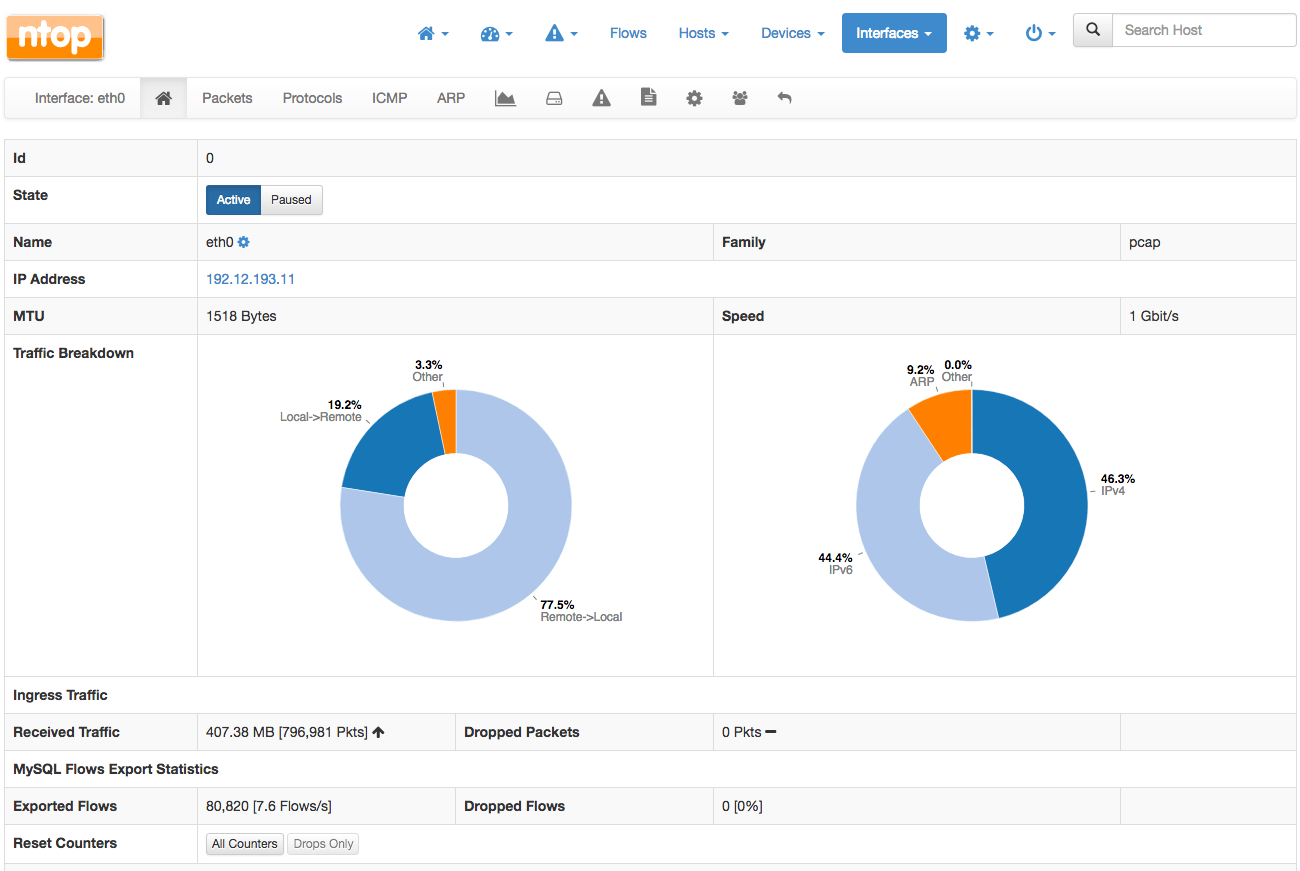 ntop
Flows Hosts Devices Interfaces Search Host
Interface: eth0 Packets Protocols ICMP ARP
Id 0
State Active Paused
Name eth0 Family pcap
IP Address 192.12.193.11
MTU 1518 Bytes Speed 1 Gbit/s
Traffic Breakdown
3.3%
Other
19.2%
Local->Remote
77.5%
Remote->Local
9.2%
ARP
0.0%
Other
46.3%
IPv4
44.4%
IPv6
Ingress Traffic
Received Traffic 407.38 MB [796,981 Pkts] Dropped Packets 0 Pkts
MySQL Flows Export Statistics
Exported Flows 80,820 [7.6 Flows/s] Dropped Flows 0 [0%]
Reset Counters All Counters Drops Only